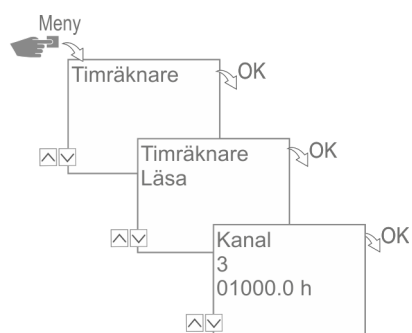 Meny
Timräknare
OK
Timräknare
Läsa
OK
Kanal
3
01000.0 h
OK